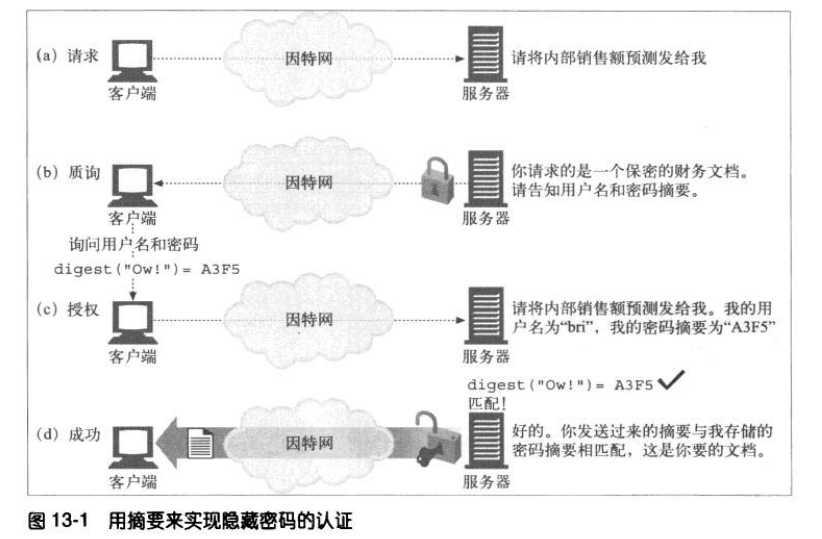 (a) 请求
因特网
请将内部销售额预测发给我
客户端
服务器
(b) 质询
因特网
你请求的是一个保密的财务文档。
请告知用户名和密码摘要。
客户端
服务器
询问用户名和密码
digest("Ow!")= A3F5
(c) 授权
因特网
请将内部销售额预测发给我。我的用
户名为“bri”，我的密码摘要为“A3F5”
客户端
服务器
digest("Ow!")= A3F5
匹配!
(d) 成功
因特网
好的。你发送过来的摘要与我存储的
密码摘要相匹配，这是你要的文档。
客户端
服务器
图 13-1 用摘要来实现隐藏密码的认证